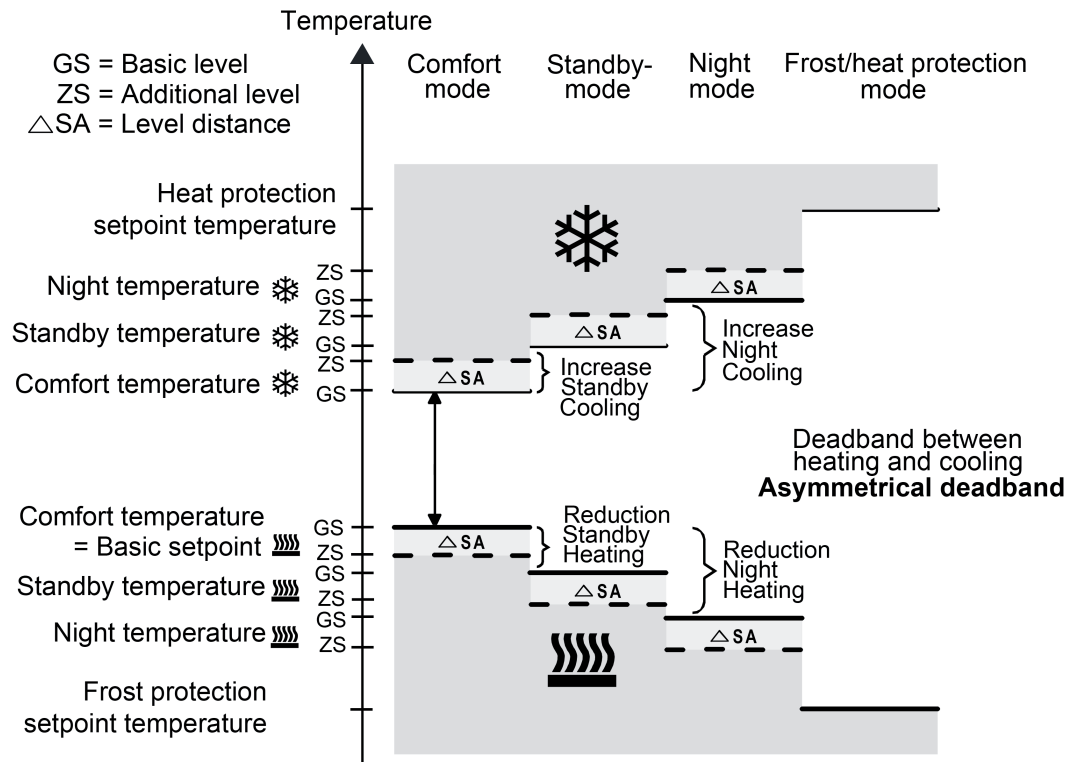 Temperature
GS = Basic level
ZS = Additional level
△SA = Level distance
Comfort
mode
Standby-
mode
Night
mode
Frost/heat protection
mode
Heat protection
setpoint temperature
Night temperature
ZS
GS
Standby temperature
ZS
GS
Comfort temperature
ZS
GS
△SA
△SA
△SA
Increase
Standby
Cooling
Increase
Night
Cooling
Deadband between
heating and cooling
Asymmetrical deadband
Comfort temperature
= Basic setpoint
GS
ZS
Standby temperature
GS
ZS
Night temperature
GS
ZS
△SA
△SA
△SA
Reduction
Standby
Heating
Reduction
Night
Heating
Frost protection
setpoint temperature